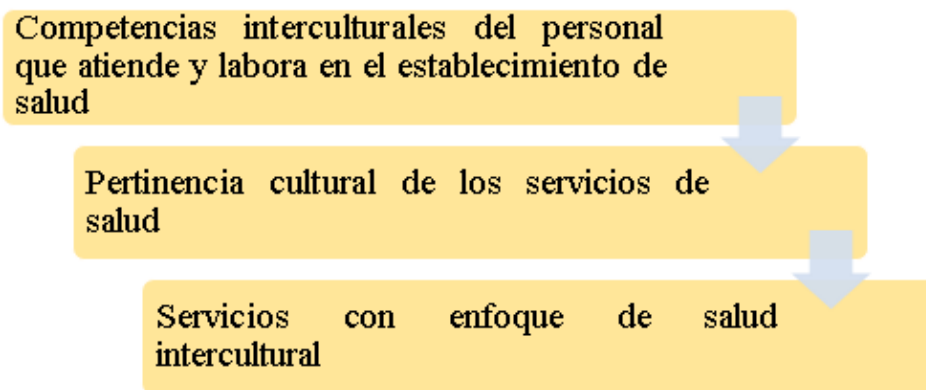 Competencias interculturales del personal
que atiende y labora en el establecimiento de
salud
Pertinencia cultural de los servicios de
salud
Servicios con enfoque de salud
intercultural